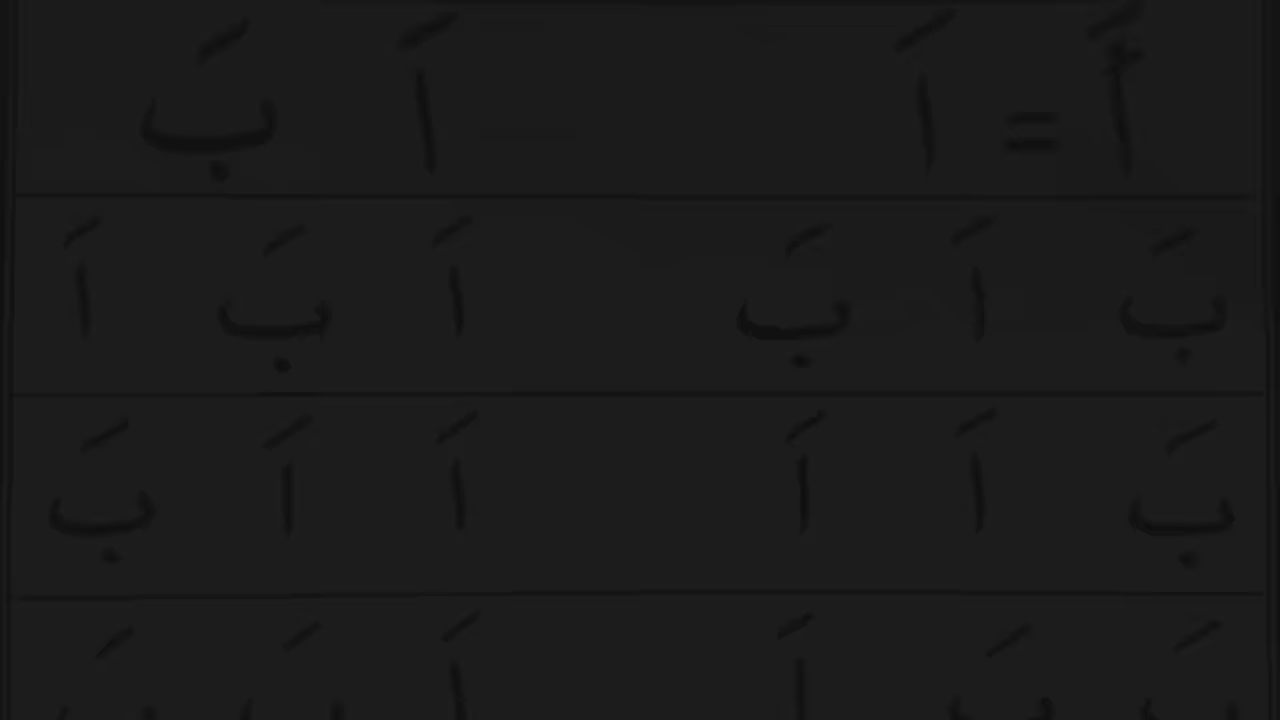 أَ = اَ اَ بَ
بَ اَ بَ اَ بَ اَ
بَ اَ اَ اَ اَ بَ